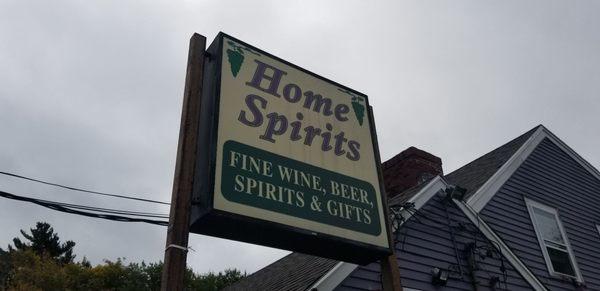 Home
Spirits
FINE WINE, BEER,
SPIRITS & GIFTS